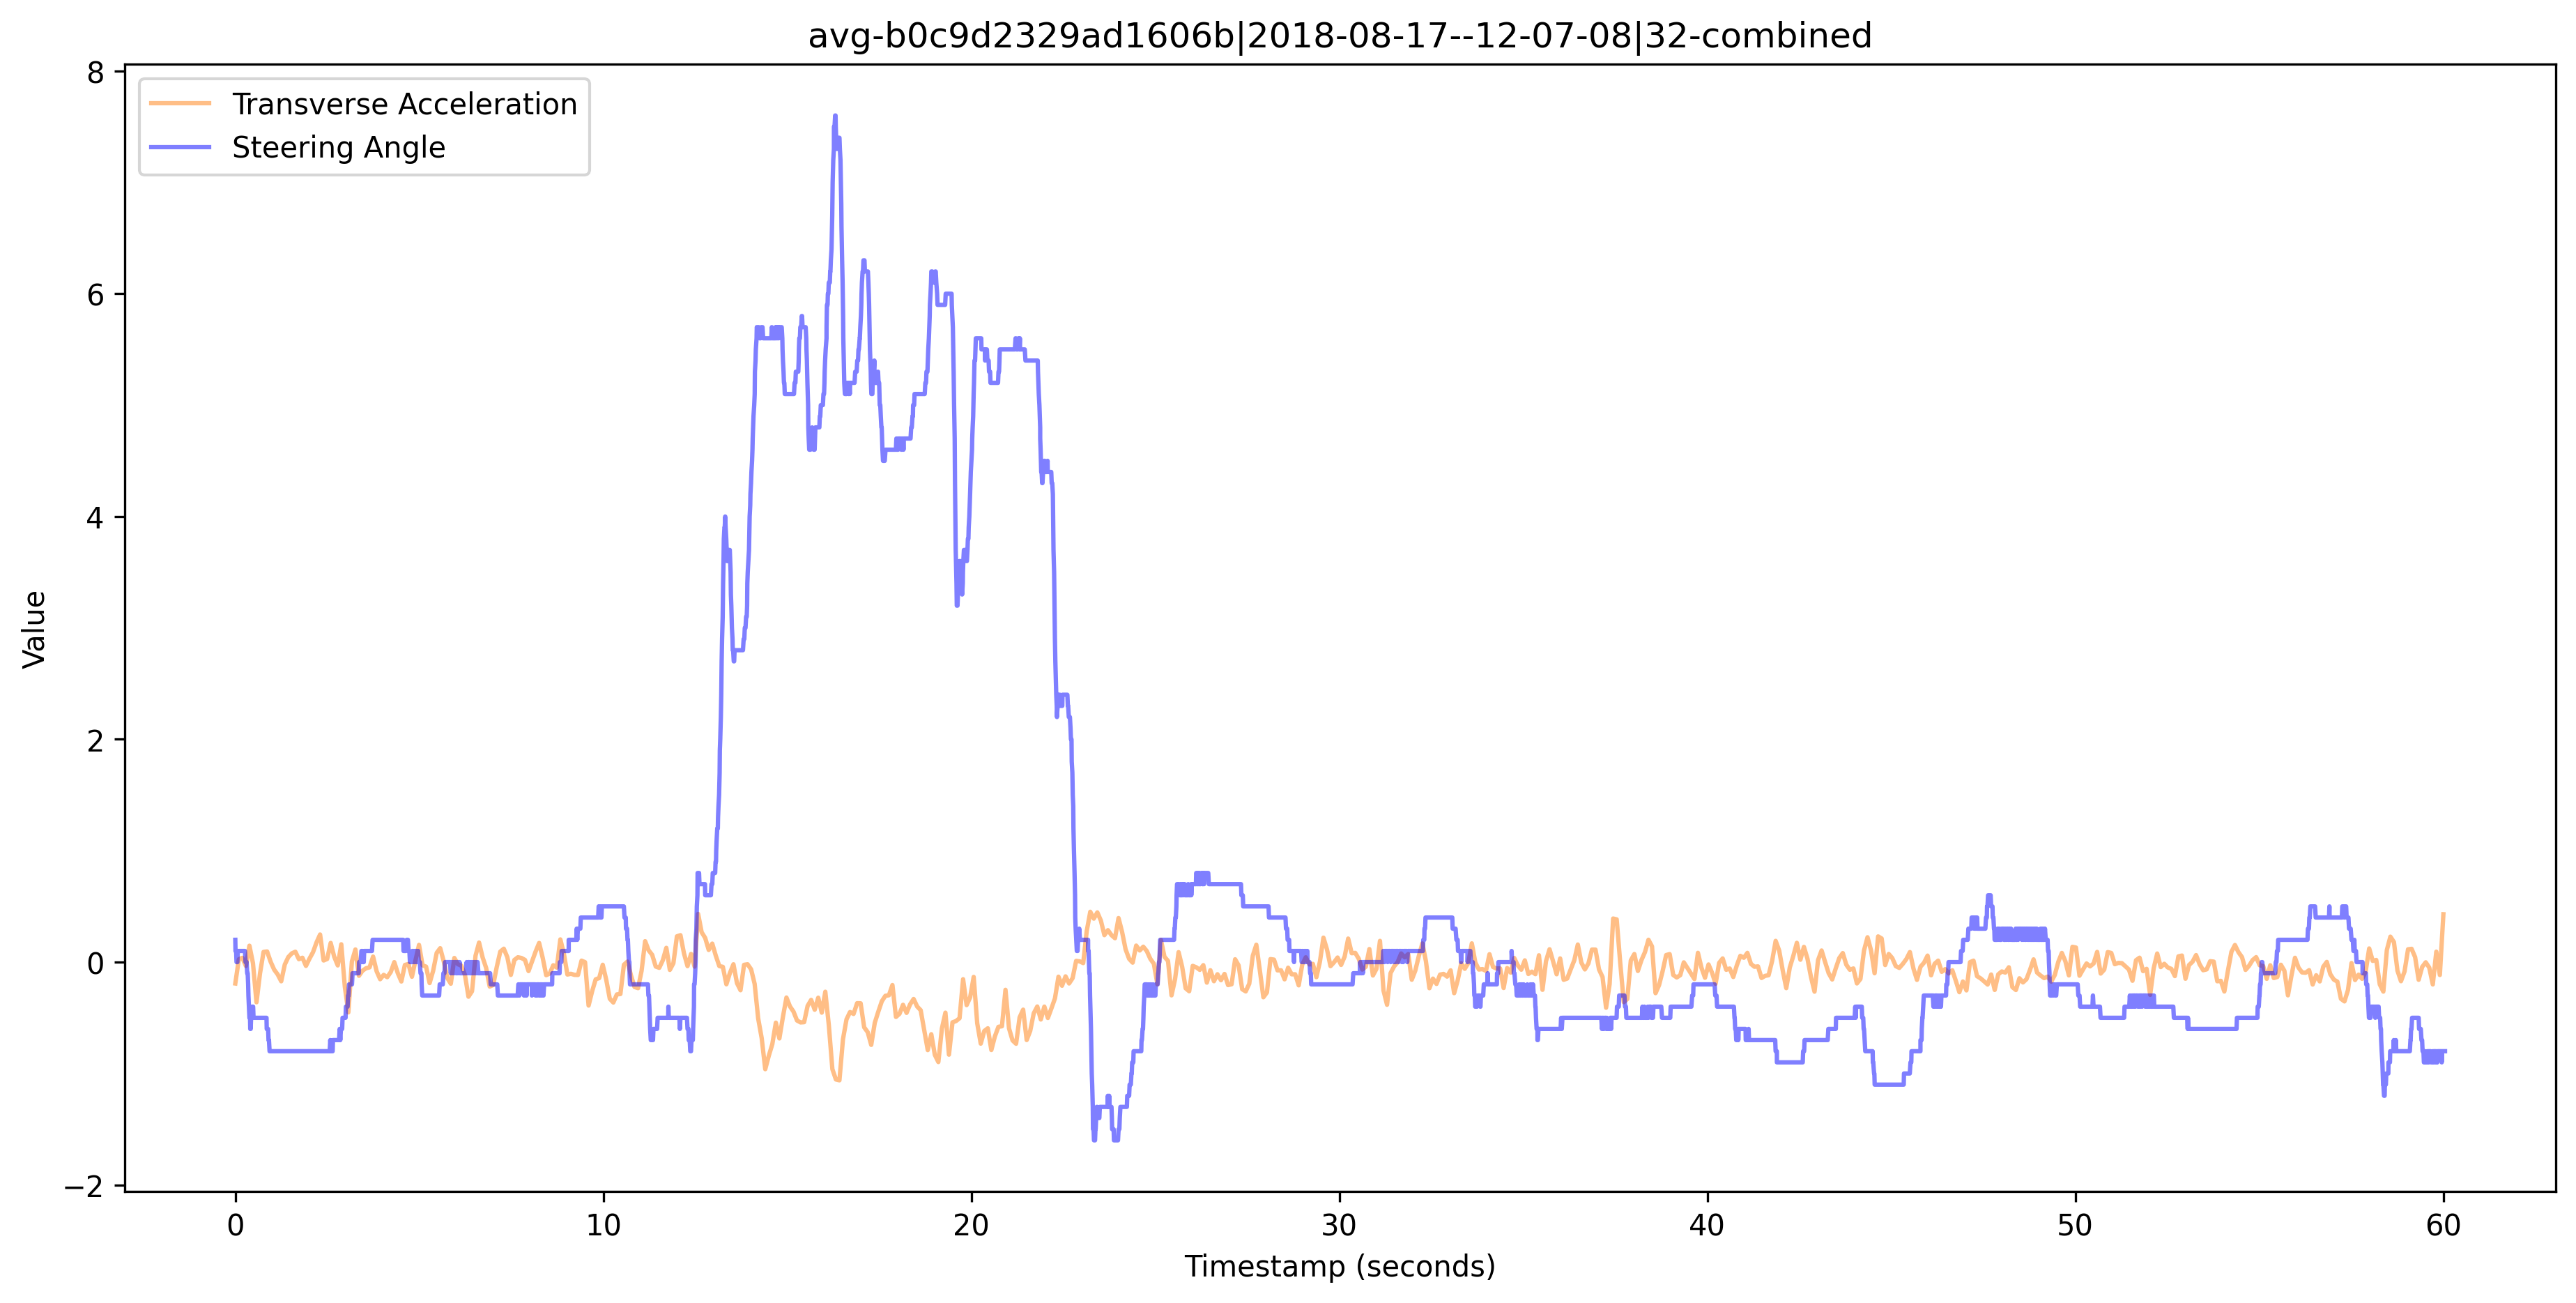 avg-b0c9d2329ad1606b|2018-08-17--12-07-08|32-combined
Transverse Acceleration
Steering Angle
8
6
4
2
0
−2
Value
0 10 20 30 40 50 60
Timestamp (seconds)